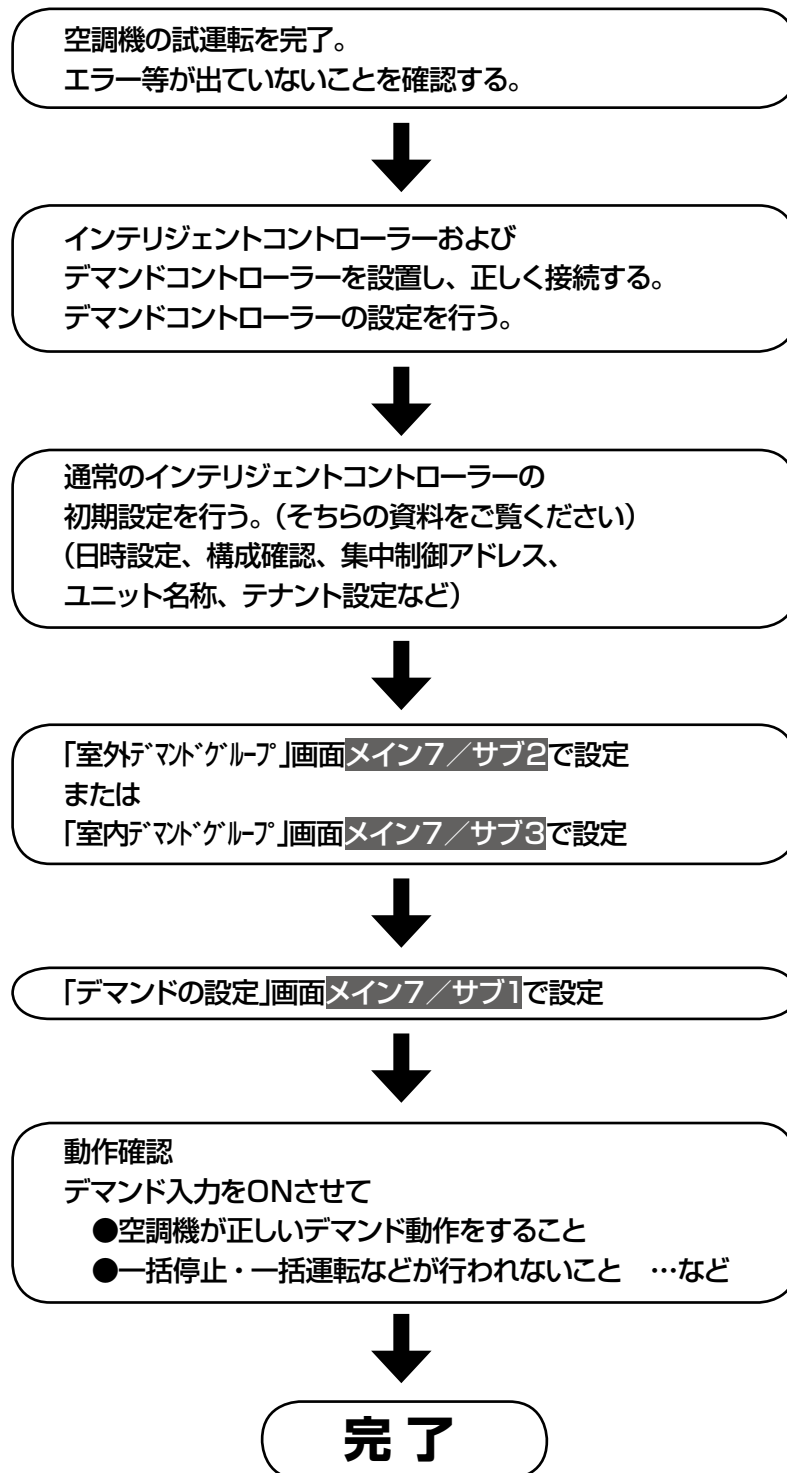 空調機の試運転を完了。
エラー等が出ていないことを確認する。
インテリジェントコントローラーおよび
デマンドコントローラーを設置し、正しく接続する。
デマンドコントローラーの設定を行う。
通常のインテリジェントコントローラーの
初期設定を行う。(そちらの資料をご覧ください)
(日時設定、構成確認、集中制御アドレス、
ユニット名称、テナント設定など)
「室外ﾃﾞﾏﾝﾄﾞｸﾞﾙｰﾌﾟ」画面メイン7／サブ2で設定
または
「室内ﾃﾞﾏﾝﾄﾞｸﾞﾙｰﾌﾟ」画面メイン7／サブ3で設定
「デマンドの設定」画面メイン7／サブ1で設定
動作確認
デマンド入力をONさせて
●空調機が正しいデマンド動作をすること
●一括停止・一括運転などが行われないこと　…など
完了